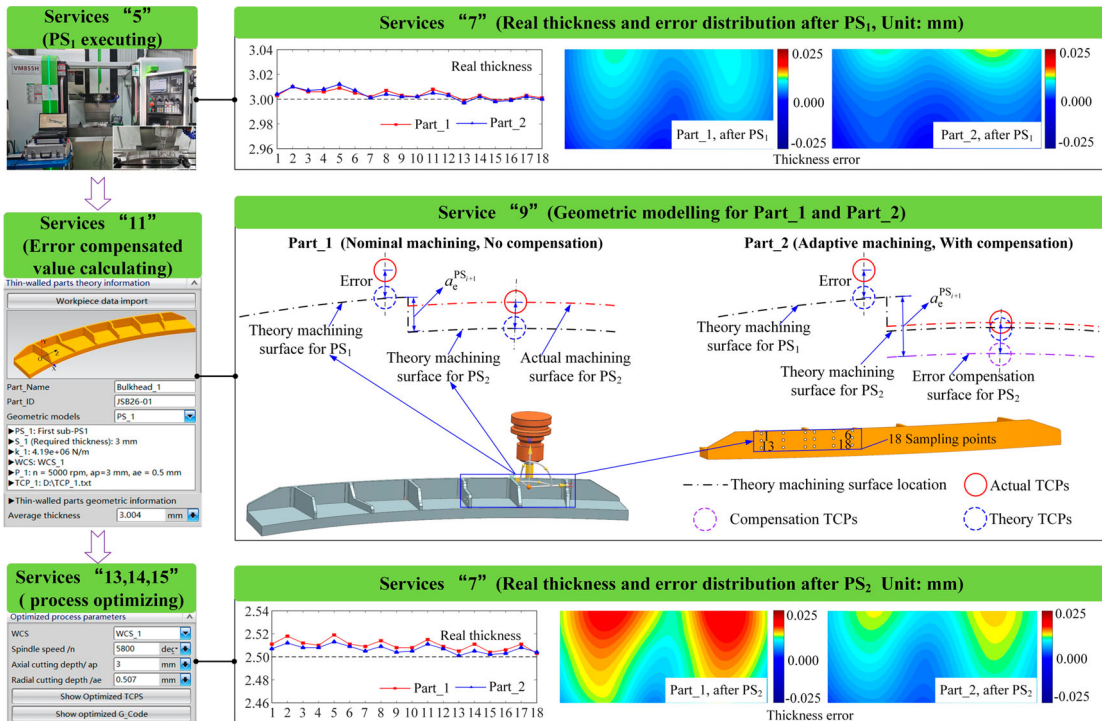 Services “5”
(PS1 executing)
VM855H
Services “7” (Real thickness and error distribution after PS1, Unit: mm)
3.04
3.02
3.00
2.98
2.96
Real thickness
Part_1
Part_2
1 2 3 4 5 6 7 8 9 10 11 12 13 14 15 16 17 18
Part_1, after PS1
0.025
0.000
-0.025
Part_2, after PS1
0.025
0.000
-0.025
Thickness error
Services “11”
(Error compensated
value calculating)
Thin-walled parts theory information
Workpiece data import
Part_Name
Bulkhead_1
Part_ID
JSB26-01
Geometric models
PS_1
▶PS_1: First sub-PS1
▶S_1 (Required thickness): 3 mm
▶k_1: 4.19e+06 N/m
▶WCS: WCS_1
▶P_1: n = 5000 rpm, ap=3 mm, ae = 0.5 mm
▶TCP_1: D:\TCP_1.txt
▶Thin-walled parts geometric information
Average thickness
3.004
mm
Service “9” (Geometric modelling for Part_1 and Part_2)
Part_1 (Nominal machining, No compensation)
Error
aₑ^PSi+1
Theory machining
surface for PS1
Theory machining
surface for PS2
Actual machining
surface for PS2
Part_2 (Adaptive machining, With compensation)
Error
aₑ^PSi+1
Theory machining
surface for PS1
Theory machining
surface for PS2
Error compensation
surface for PS2
1
6
13
18
18 Sampling points
Theory machining surface location
Actual TCPs
Compensation TCPs
Theory TCPs
Services “13,14,15”
( process optimizing)
Optimized process parameters
WCS
WCS_1
Spindle speed /n
5800
deg*
Axial cutting depth/ ap
3
mm
Radial cutting depth /ae
0.507
mm
Show Optimized TCPS
Show optimized G_Code
Services “7” (Real thickness and error distribution after PS2 Unit: mm)
2.54
2.52
2.50
2.48
2.46
Real thickness
Part_1
Part_2
1 2 3 4 5 6 7 8 9 10 11 12 13 14 15 16 17 18
Part_1, after PS2
0.025
0.000
-0.025
Part_2, after PS2
0.025
0.000
-0.025
Thickness error